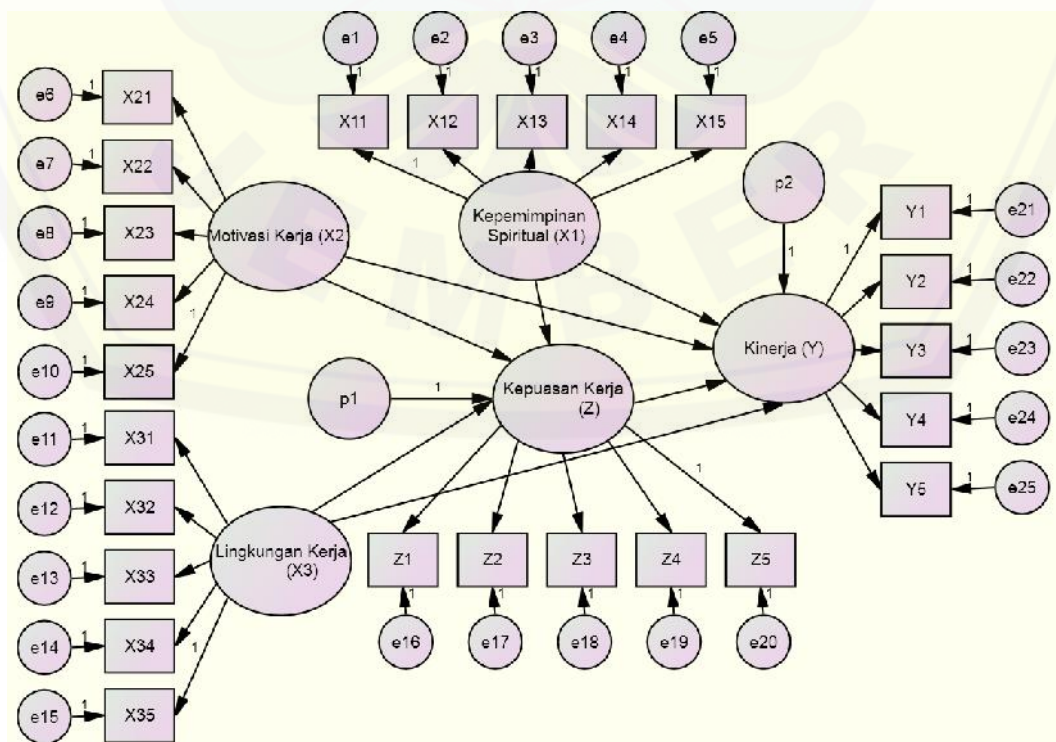 e1
e2
e3
e4
e5
1
1
1
1
1
X11
X12
X13
X14
X15
1
Kepemimpinan
Spiritual (X1)
e6
1
X21
e7
1
X22
e8
1
X23
e9
1
X24
1
e10
1
X25
Motivasi Kerja (X2
p2
1
Kinerja (Y)
1
Y1
1
e21
Y2
1
e22
Y3
1
e23
Y4
1
e24
Y5
1
e25
p1
1
Kepuasan Kerja
(Z)
1
e11
1
X31
e12
1
X32
e13
1
X33
e14
1
X34
1
e15
1
X35
Lingkungan Kerja
(X3)
Z1
Z2
Z3
Z4
Z5
1
1
1
1
1
e16
e17
e18
e19
e20
JEMBER